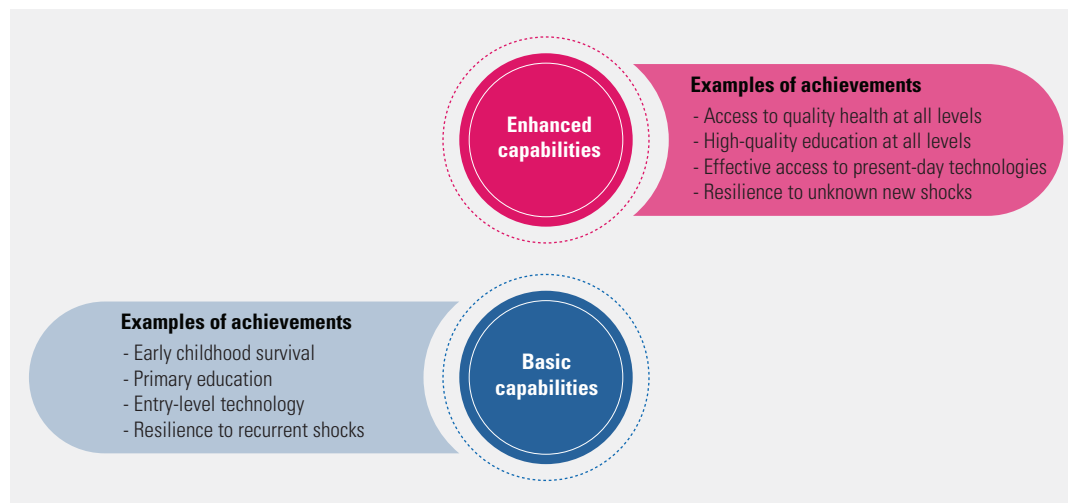 Enhanced
capabilities
Examples of achievements
- Access to quality health at all levels
- High-quality education at all levels
- Effective access to present-day technologies
- Resilience to unknown new shocks
Examples of achievements
- Early childhood survival
- Primary education
- Entry-level technology
- Resilience to recurrent shocks
Basic
capabilities